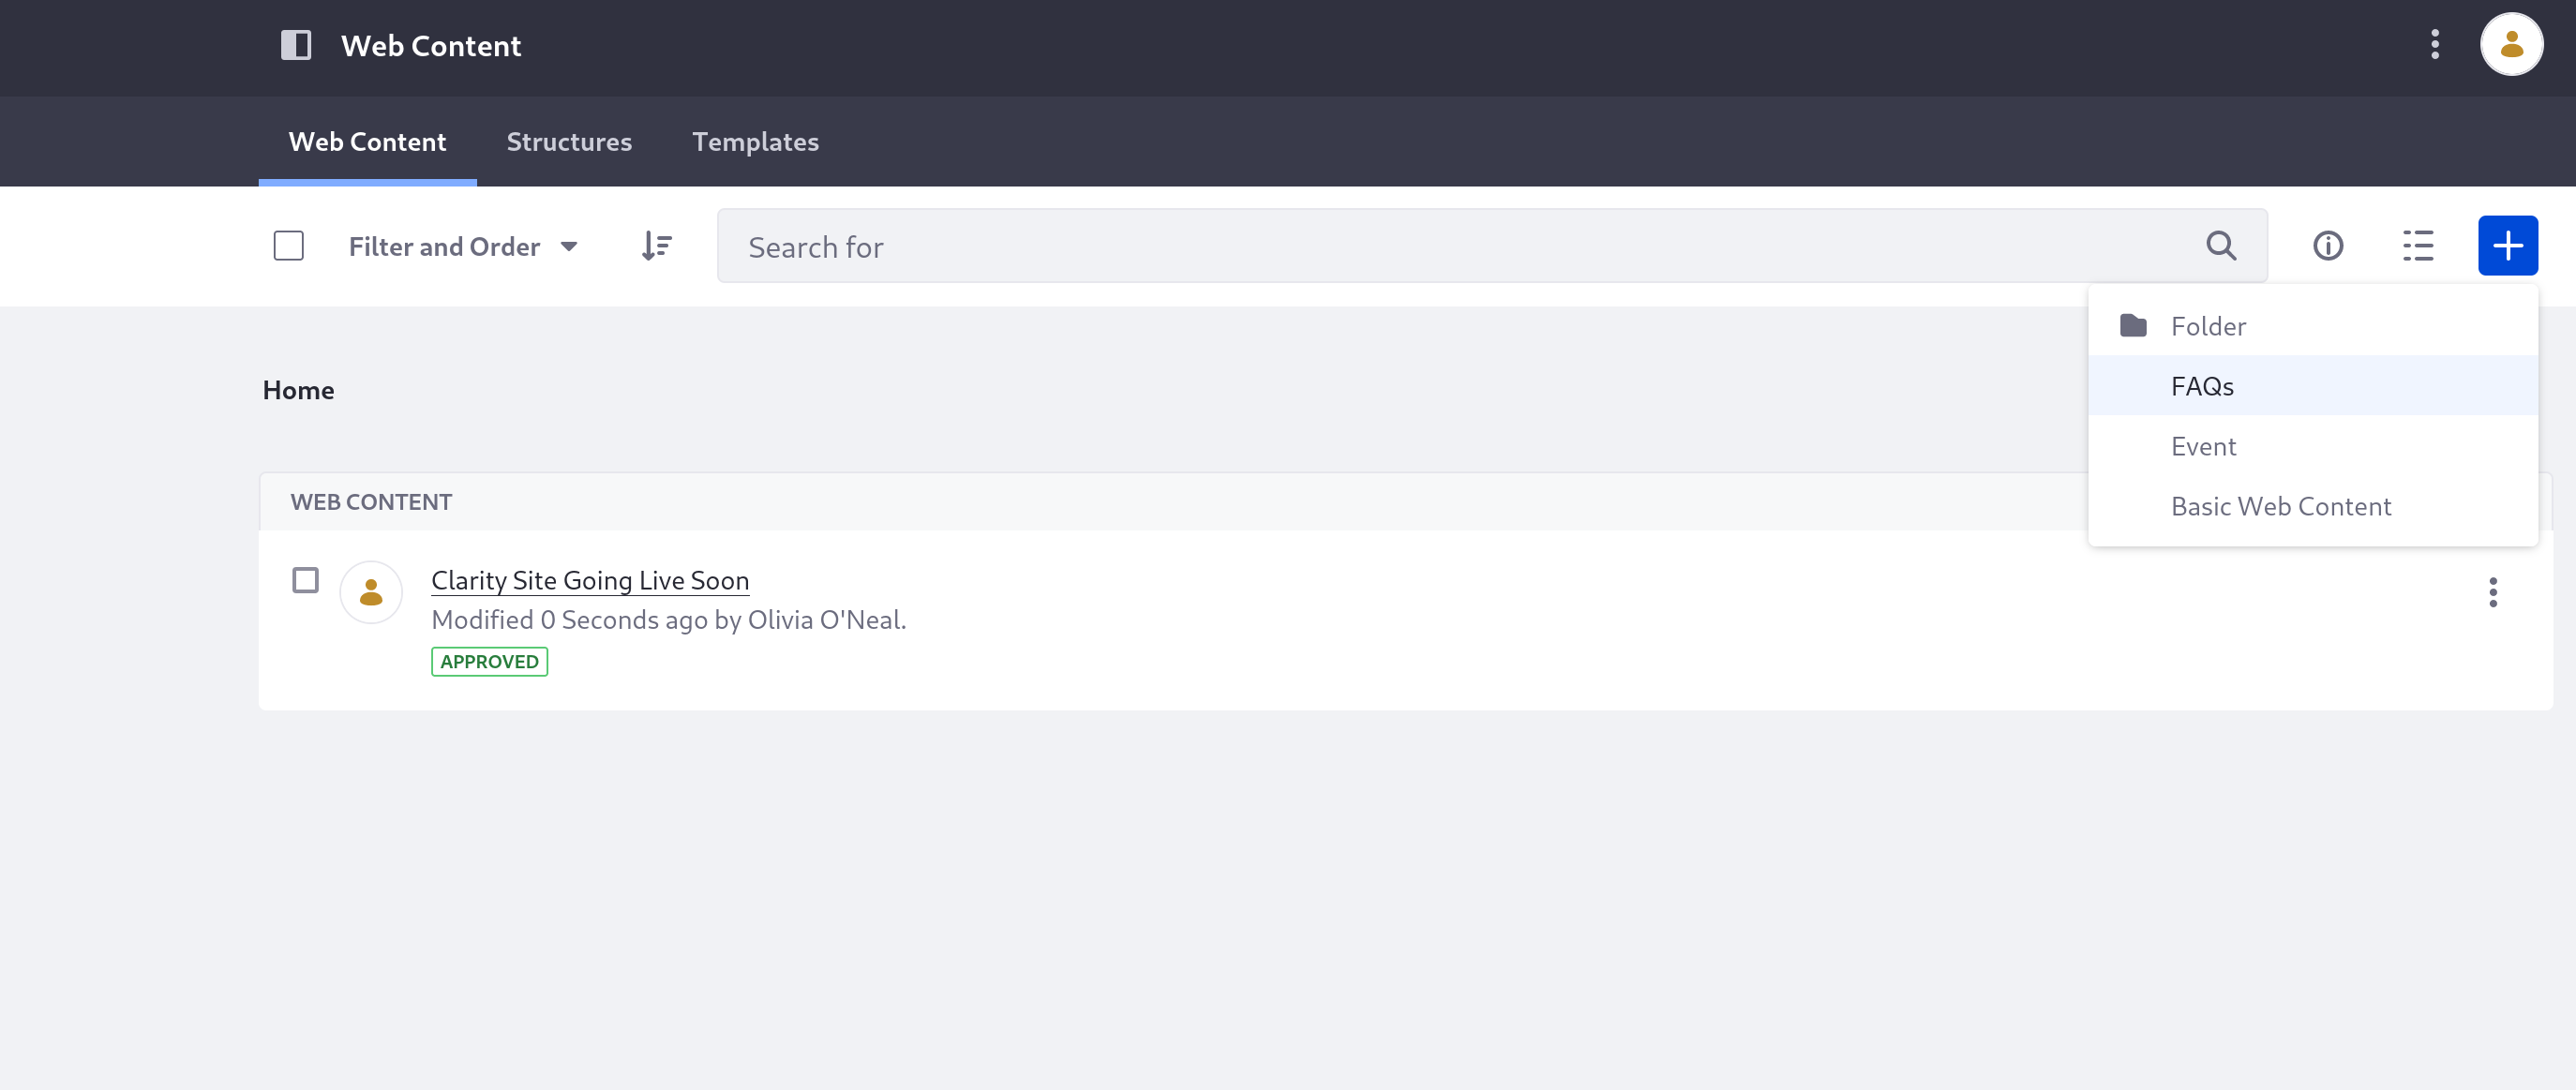 Web Content
Web Content Structures Templates
Filter and Order Search for
Folder
FAQs
Event
Basic Web Content
Home
WEB CONTENT
Clarity Site Going Live Soon
Modified 0 Seconds ago by Olivia O'Neal.
APPROVED